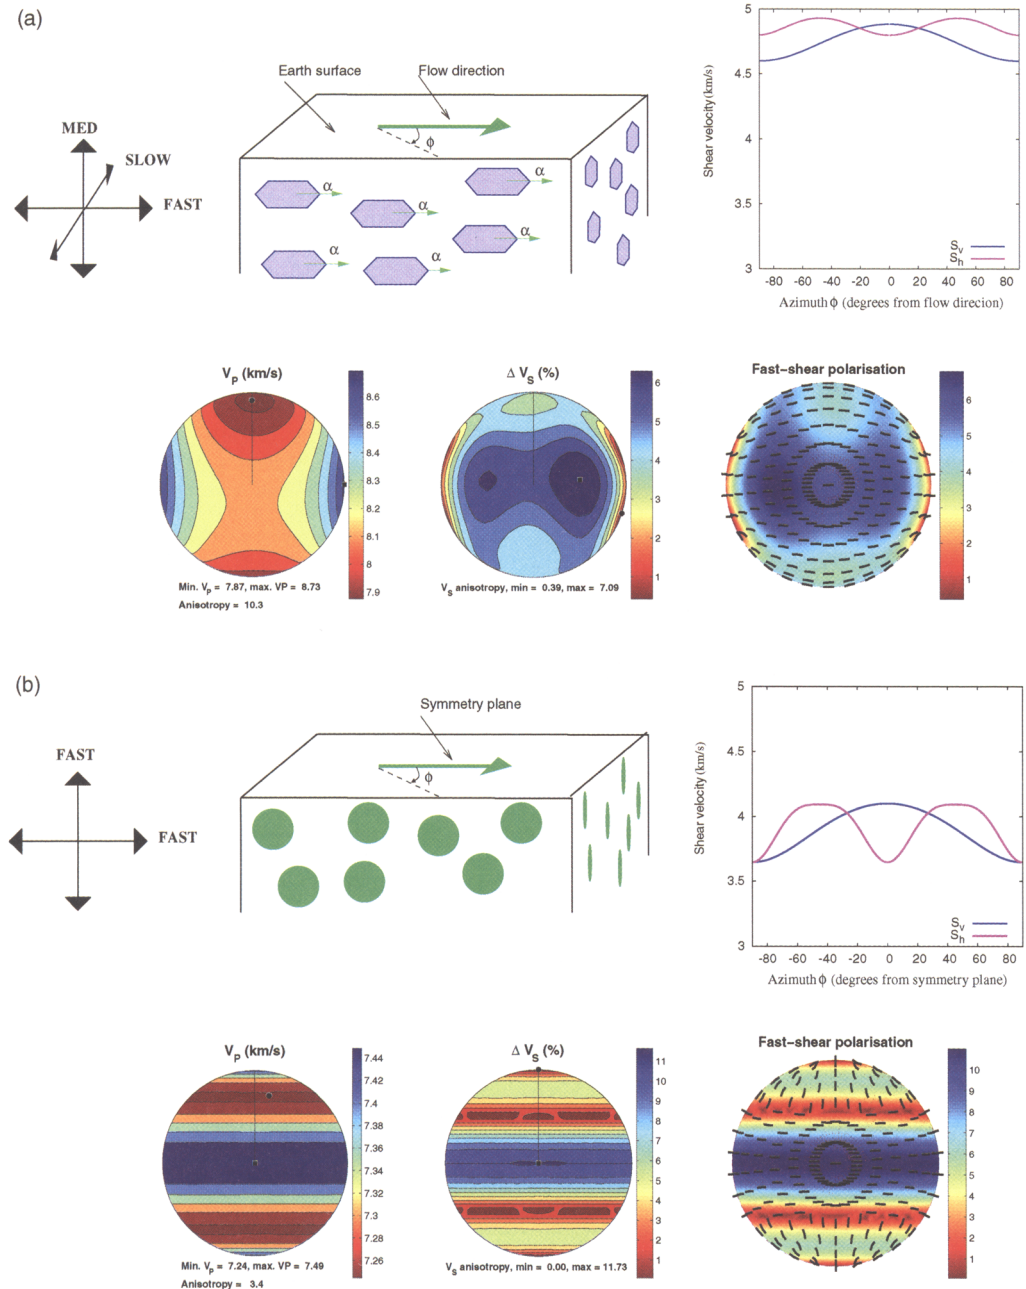 (a)
Earth surface
Flow direction
MED
SLOW
FAST
ϕ
α
α
α
α
α
α
5
4.5
4
3.5
3
Shear velocity (km/s)
Sv
Sh
-80 -60 -40 -20 0 20 40 60 80
Azimuth ϕ (degrees from flow direcion)
Vp (km/s)
8.6
8.5
8.4
8.3
8.2
8.1
8
7.9
Min. Vp = 7.87, max. VP = 8.73
Anisotropy = 10.3
Δ VS (%)
6
5
4
3
2
1
VS anisotropy, min = 0.39, max = 7.09
Fast-shear polarisation
6
5
4
3
2
1
(b)
Symmetry plane
FAST
FAST
ϕ
5
4.5
4
3.5
3
Shear velocity (km/s)
Sv
Sh
-80 -60 -40 -20 0 20 40 60 80
Azimuth ϕ (degrees from symmetry plane)
Vp (km/s)
7.44
7.42
7.4
7.38
7.36
7.34
7.32
7.3
7.28
7.26
Min. Vp = 7.24, max. VP = 7.49
Anisotropy = 3.4
Δ VS (%)
11
10
9
8
7
6
5
4
3
2
1
VS anisotropy, min = 0.00, max = 11.73
Fast-shear polarisation
10
9
8
7
6
5
4
3
2
1